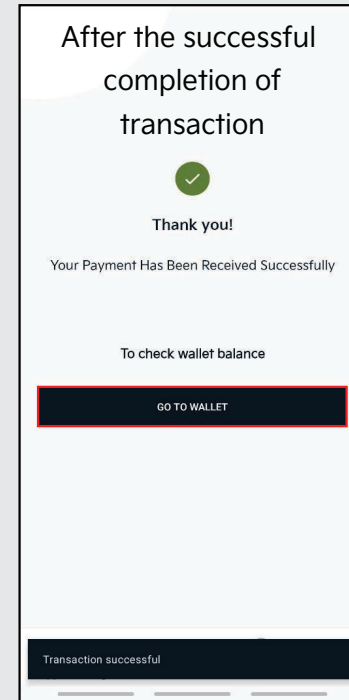 After the successful
completion of
transaction
Thank you!
Your Payment Has Been Received Successfully
To check wallet balance
GO TO WALLET
Transaction successful